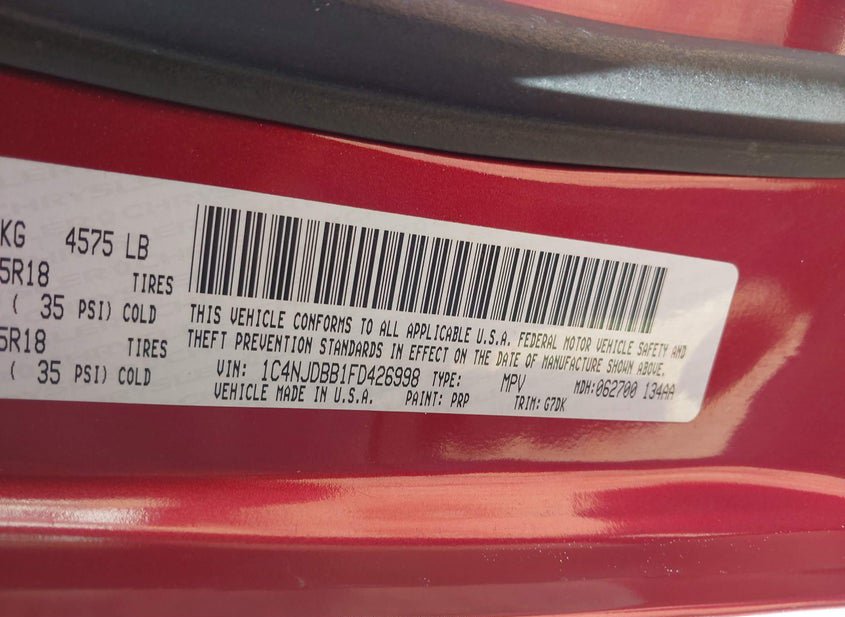 KG 4575 LB
5R18 TIRES
( 35 PSI) COLD
5R18 TIRES
( 35 PSI) COLD
THIS VEHICLE CONFORMS TO ALL APPLICABLE U.S.A. FEDERAL MOTOR VEHICLE SAFETY AND
THEFT PREVENTION STANDARDS IN EFFECT ON THE DATE OF MANUFACTURE SHOWN ABOVE.
VIN: 1C4NJDBB1FD426998 TYPE: MPV MDH:062700 134AA
VEHICLE MADE IN U.S.A. PAINT: PRP TRIM: G7DK